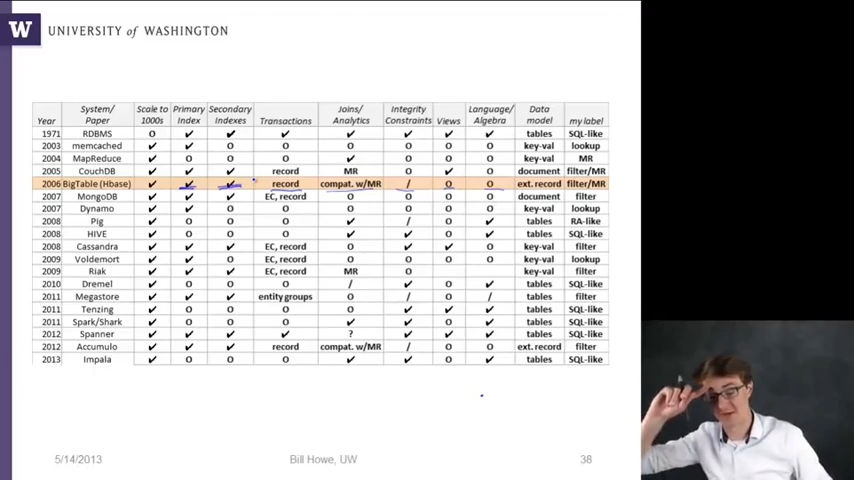 W UNIVERSITY of WASHINGTON
Year System/ Paper Scale to 1000s Primary Index Secondary Indexes Transactions Joins/ Analytics Integrity Constraints Views Language/ Algebra Data model my label
1971 RDBMS O ✔ ✔ ✔ ✔ ✔ ✔ ✔ tables SQL-like
2003 memcached ✔ ✔ O O O O O O key-val lookup
2004 MapReduce ✔ O O O ✔ O O O key-val MR
2005 CouchDB ✔ ✔ ✔ record MR O ✔ O document filter/MR
2006 BigTable (Hbase) ✔ ✔ ✔ record compat. w/MR / O O ext. record filter/MR
2007 MongoDB ✔ ✔ ✔ EC, record O O O O document filter
2007 Dynamo ✔ ✔ O O O O O O key-val lookup
2008 Pig ✔ O O O ✔ / O ✔ tables RA-like
2008 HIVE ✔ O O O ✔ ✔ O ✔ tables SQL-like
2008 Cassandra ✔ ✔ ✔ EC, record O ✔ ✔ O key-val filter
2009 Voldemort ✔ ✔ O EC, record O O O O key-val lookup
2009 Riak ✔ ✔ ✔ EC, record MR O key-val filter
2010 Dremel ✔ O O O / ✔ O ✔ tables SQL-like
2011 Megastore ✔ ✔ ✔ entity groups O / O / tables filter
2011 Tenzing ✔ O O O O ✔ ✔ ✔ tables SQL-like
2011 Spark/Shark ✔ O O O ✔ ✔ O ✔ tables SQL-like
2012 Spanner ✔ ✔ ✔ ✔ ? ✔ ✔ ✔ tables SQL-like
2012 Accumulo ✔ ✔ ✔ record compat. w/MR / O O ext. record filter
2013 Impala ✔ O O O ✔ ✔ O ✔ tables SQL-like
5/14/2013 Bill Howe, UW 38